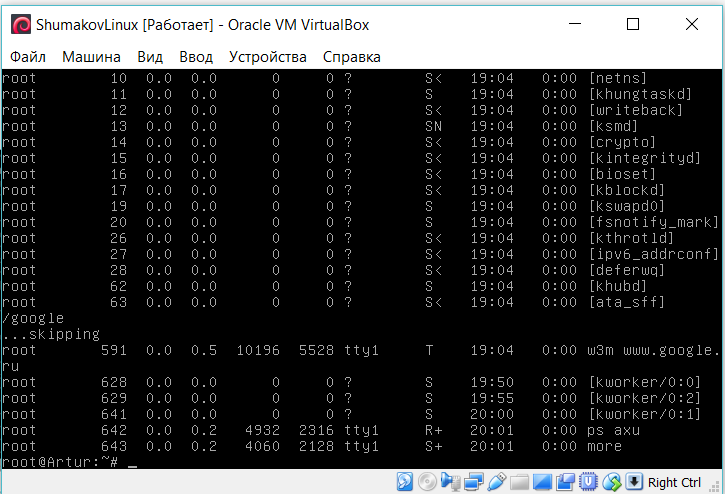 ShumakovLinux [Работает] - Oracle VM VirtualBox
Файл Машина Вид Ввод Устройства Справка
root 10 0.0 0.0 0 0 ? S< 19:04 0:00 [netns]
root 11 0.0 0.0 0 0 ? S 19:04 0:00 [khungtaskd]
root 12 0.0 0.0 0 0 ? S< 19:04 0:00 [writeback]
root 13 0.0 0.0 0 0 ? SN 19:04 0:00 [ksmd]
root 14 0.0 0.0 0 0 ? S< 19:04 0:00 [crypto]
root 15 0.0 0.0 0 0 ? S< 19:04 0:00 [kintegrityd]
root 16 0.0 0.0 0 0 ? S< 19:04 0:00 [bioset]
root 17 0.0 0.0 0 0 ? S< 19:04 0:00 [kblockd]
root 19 0.0 0.0 0 0 ? S 19:04 0:00 [kswapd0]
root 20 0.0 0.0 0 0 ? S 19:04 0:00 [fsnotify_mark]
root 26 0.0 0.0 0 0 ? S< 19:04 0:00 [kthrotld]
root 27 0.0 0.0 0 0 ? S< 19:04 0:00 [ipv6_addrconf]
root 28 0.0 0.0 0 0 ? S< 19:04 0:00 [deferwq]
root 62 0.0 0.0 0 0 ? S 19:04 0:00 [khubd]
root 63 0.0 0.0 0 0 ? S< 19:04 0:00 [ata_sff]
/google
...skipping
root 591 0.0 0.5 10196 5528 tty1 T 19:04 0:00 w3m www.google.
ru
root 628 0.0 0.0 0 0 ? S 19:50 0:00 [kworker/0:0]
root 629 0.0 0.0 0 0 ? S 19:55 0:00 [kworker/0:2]
root 641 0.0 0.0 0 0 ? S 20:00 0:00 [kworker/0:1]
root 642 0.0 0.2 4932 2316 tty1 R+ 20:01 0:00 ps axu
root 643 0.0 0.2 4060 2128 tty1 S+ 20:01 0:00 more
root@Artur:~# _
Right Ctrl